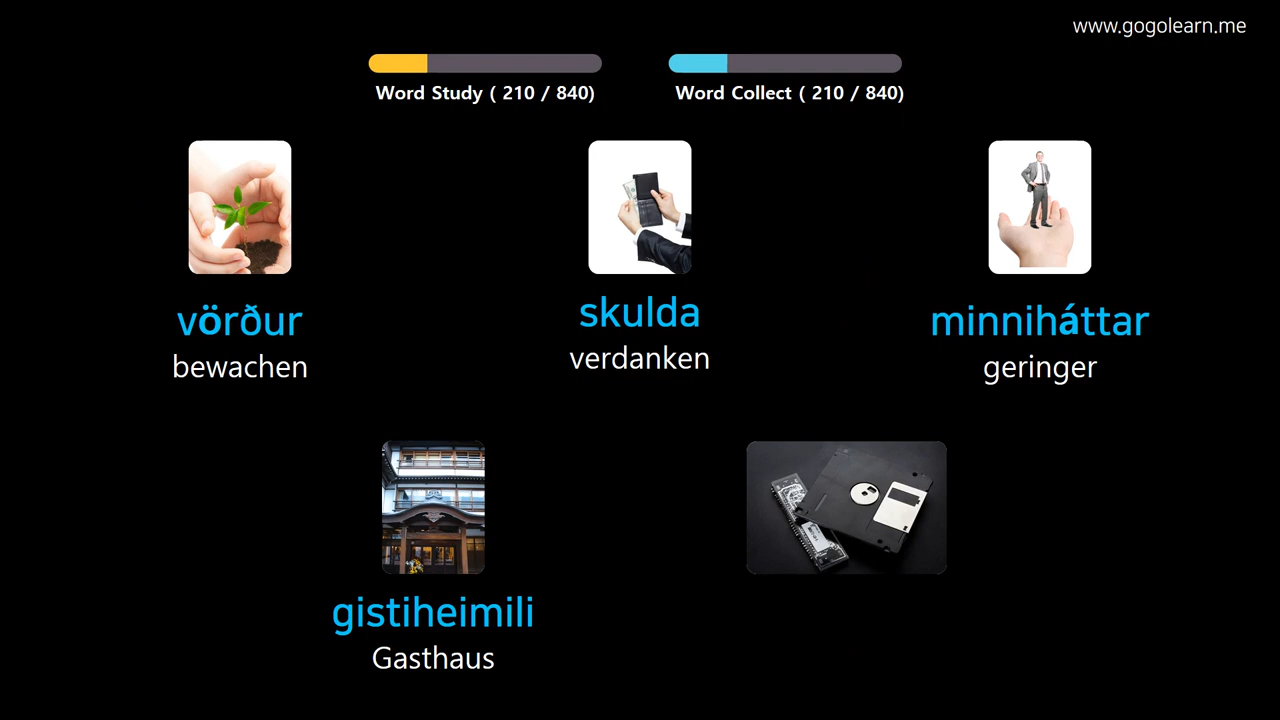 www.gogolearn.me
Word Study ( 210 / 840)
Word Collect ( 210 / 840)
vörður
bewachen
skulda
verdanken
minniháttar
geringer
gistiheimili
Gasthaus